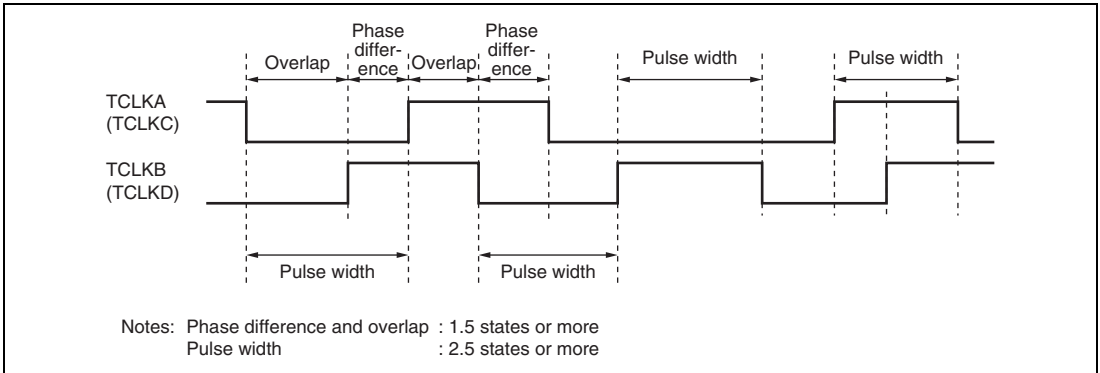 Phase
differ-
ence
Phase
differ-
ence
Overlap
Overlap
Pulse width
Pulse width
TCLKA
(TCLKC)
TCLKB
(TCLKD)
Pulse width
Pulse width
Notes: Phase difference and overlap : 1.5 states or more
Pulse width : 2.5 states or more